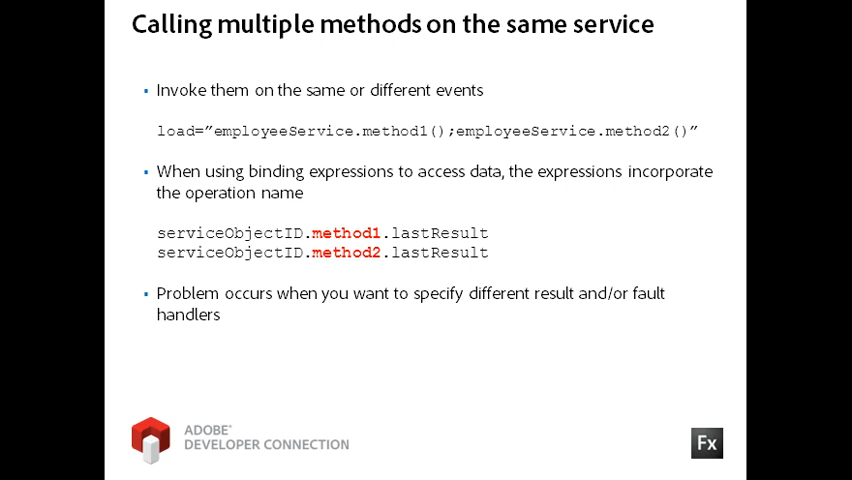 Calling multiple methods on the same service
▪ Invoke them on the same or different events
load=”employeeService.method1();employeeService.method2()”
▪ When using binding expressions to access data, the expressions incorporate
the operation name
serviceObjectID.method1.lastResult
serviceObjectID.method2.lastResult
▪ Problem occurs when you want to specify different result and/or fault
handlers
ADOBE®
DEVELOPER CONNECTION
Fx